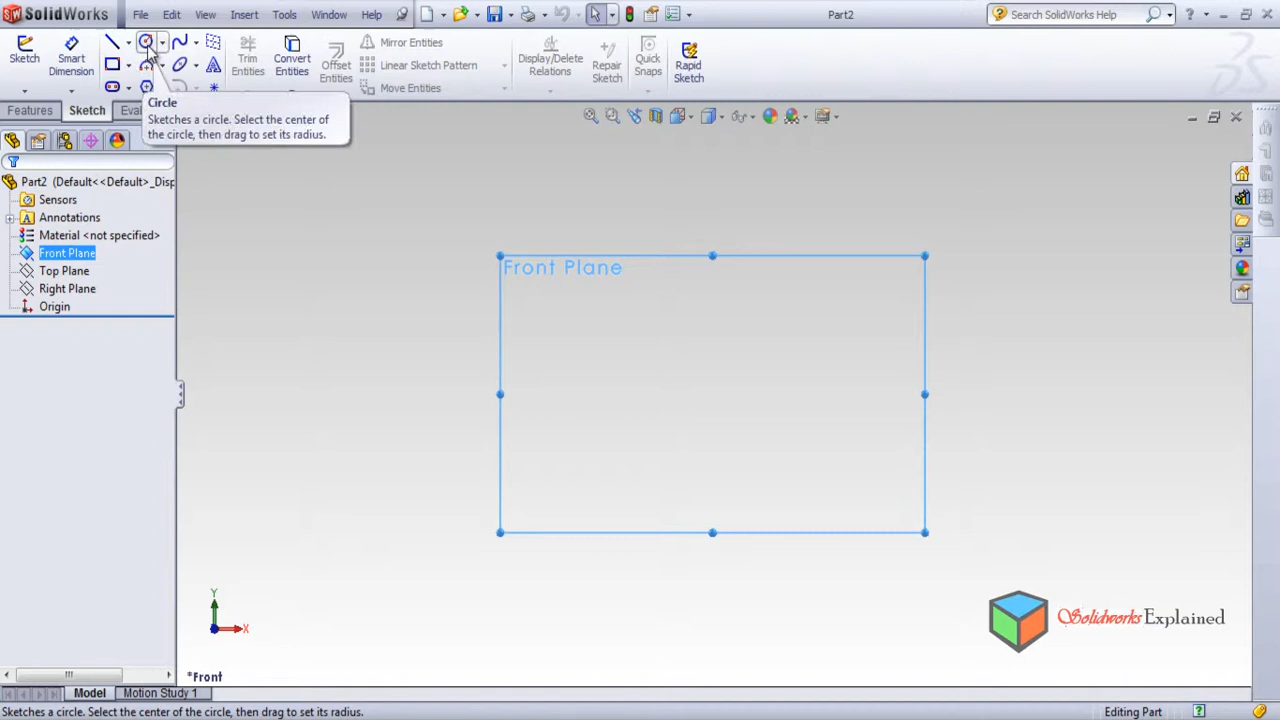 SolidWorks
File
Edit
View
Insert
Tools
Window
Help
Part2
Search SolidWorks Help
Sketch
Smart
Dimension
Trim
Entities
Convert
Entities
Offset
Entities
Mirror Entities
Linear Sketch Pattern
Move Entities
Display/Delete
Relations
Repair
Sketch
Quick
Snaps
Rapid
Sketch
Features
Sketch
Circle
Sketches a circle. Select the center of
the circle, then drag to set its radius.
Part2 (Default<<Default>_Disp
Sensors
Annotations
Material <not specified>
Front Plane
Top Plane
Right Plane
Origin
Front Plane
Y
X
*Front
Solidworks Explained
Model
Motion Study 1
Sketches a circle. Select the center of the circle, then drag to set its radius.
Editing Part